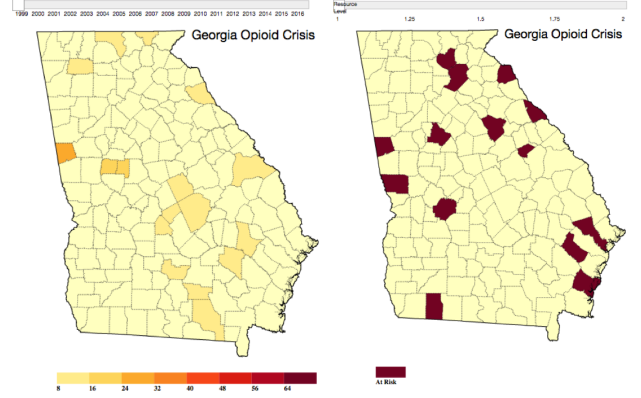 1999 2000 2001 2002 2003 2004 2005 2006 2007 2008 2009 2010 2011 2012 2013 2014 2015 2016
Georgia Opioid Crisis
8 16 24 32 40 48 56 64
Resource
Level
1 1.25 1.5 1.75 2
Georgia Opioid Crisis
At Risk